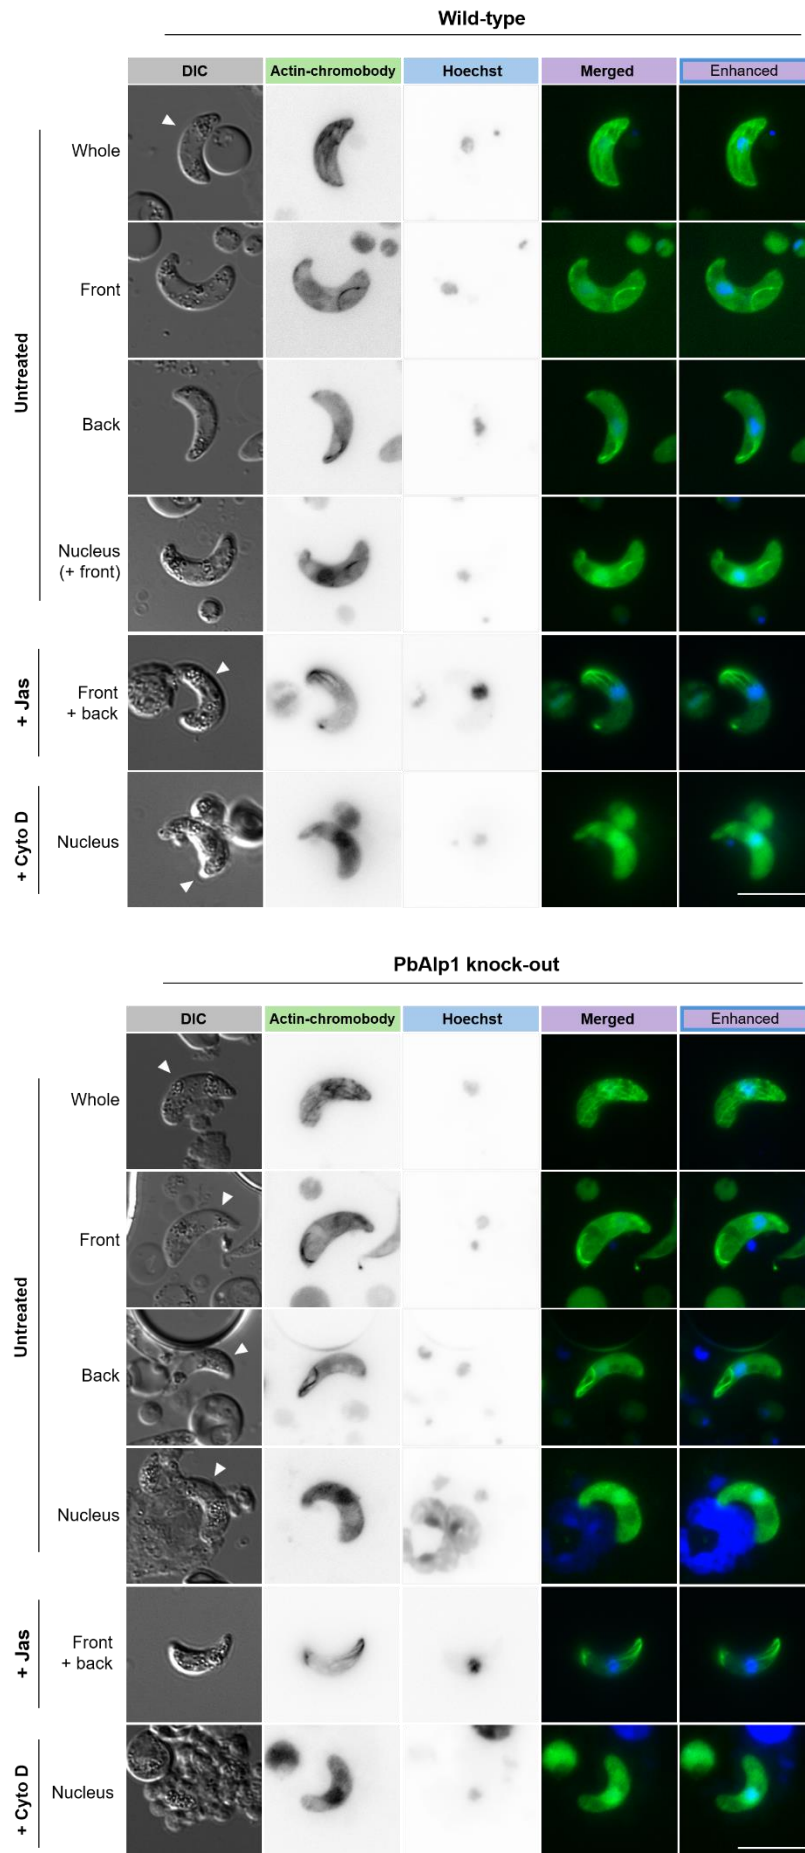 Wild-type
DIC Actin-chromobody Hoechst Merged Enhanced
Untreated
Whole
Front
Back
Nucleus
(+ front)
+ Jas
Front
+ back
+ Cyto D
Nucleus
PbAlp1 knock-out
DIC Actin-chromobody Hoechst Merged Enhanced
Untreated
Whole
Front
Back
Nucleus
+ Jas
Front
+ back
+ Cyto D
Nucleus